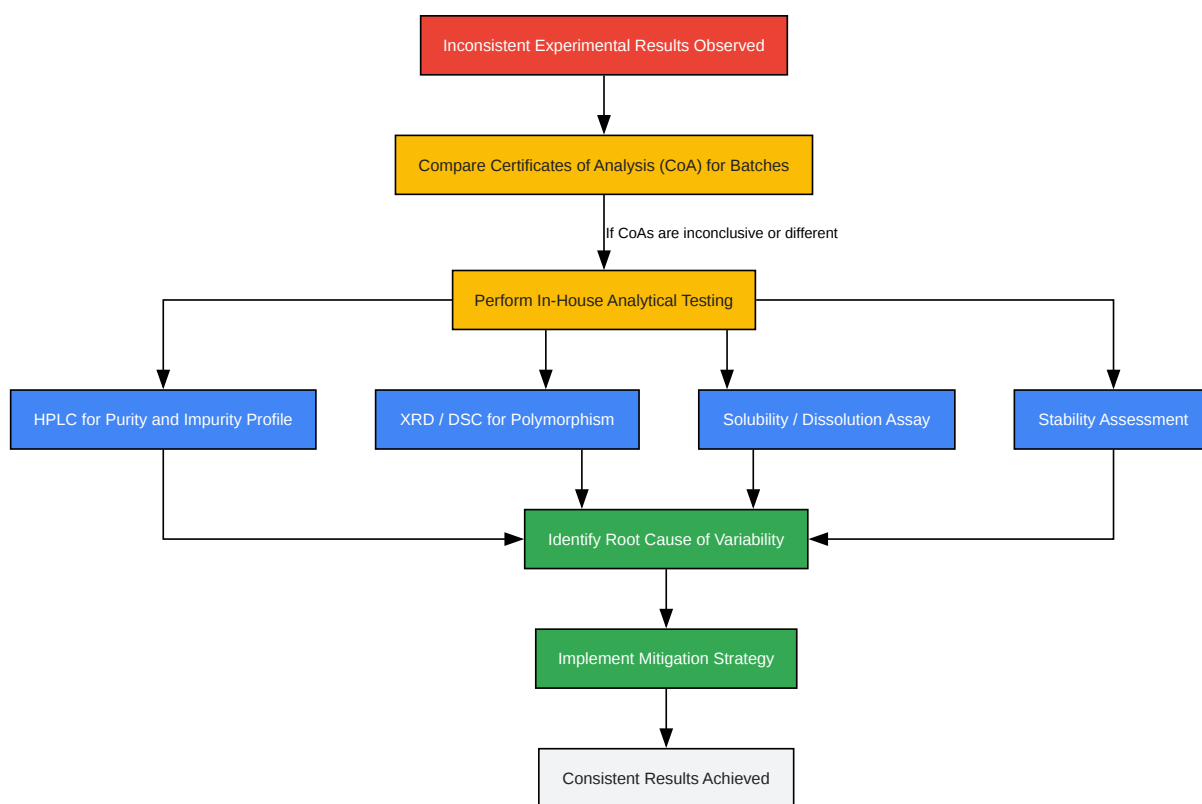 Inconsistent Experimental Results Observed
Compare Certificates of Analysis (CoA) for Batches
If CoAs are inconclusive or different
Perform In-House Analytical Testing
HPLC for Purity and Impurity Profile
XRD / DSC for Polymorphism
Solubility / Dissolution Assay
Stability Assessment
Identify Root Cause of Variability
Implement Mitigation Strategy
Consistent Results Achieved